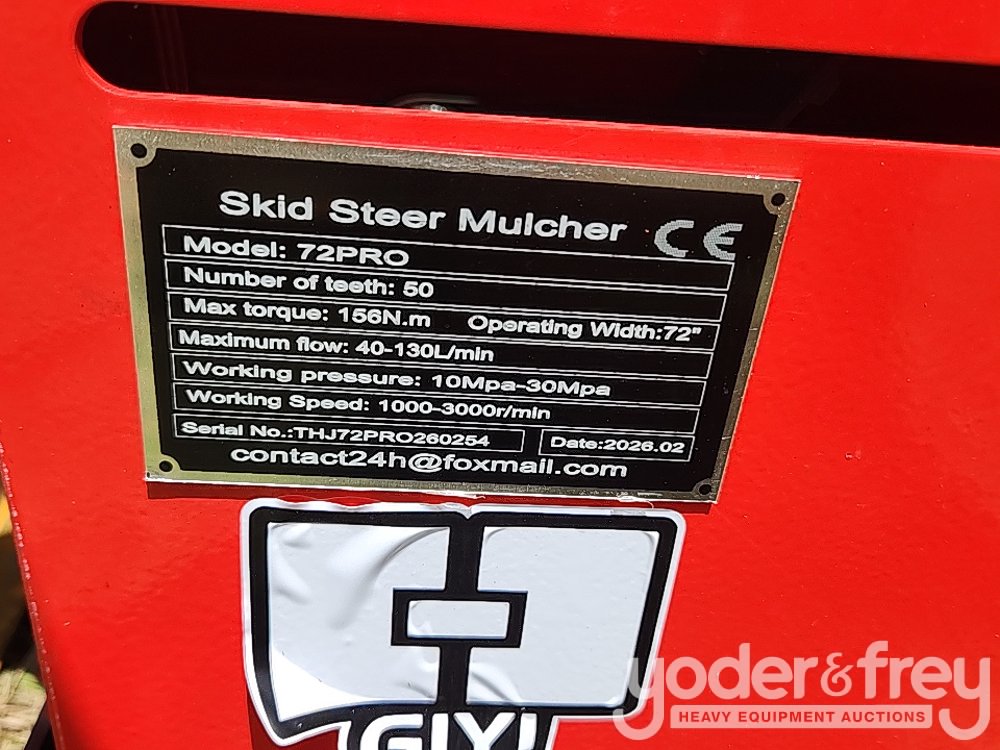 Skid Steer Mulcher CE
Model: 72PRO
Number of teeth: 50
Max torque: 156N.m Operating Width:72"
Maximum flow: 40-130L/min
Working pressure: 10Mpa-30Mpa
Working Speed: 1000-3000r/min
Serial No.:THJ72PRO260254 Date:2026.02
contact24h@foxmail.com
GIYI
yoder&frey
HEAVY EQUIPMENT AUCTIONS